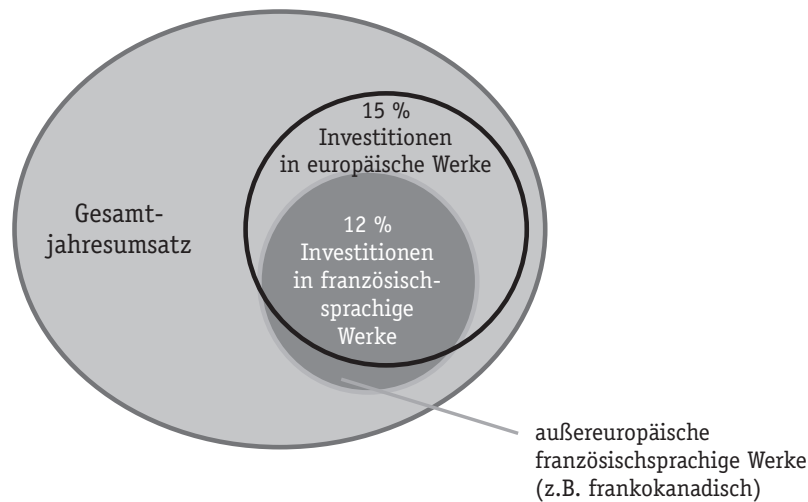 15 %
Investitionen
in europäische Werke
Gesamt-
jahresumsatz
12 %
Investitionen
in französisch-
sprachige
Werke
außereuropäische
französischsprachige Werke
(z.B. frankokanadisch)